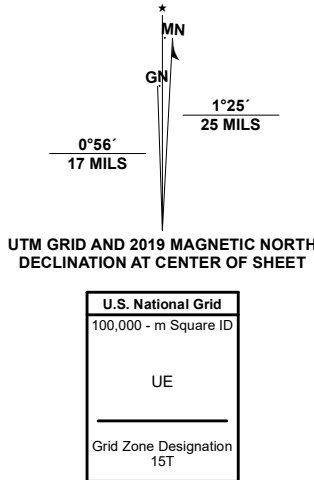 ★
MN
GN
1°25´
25 MILS
0°56´
17 MILS
UTM GRID AND 2019 MAGNETIC NORTH
DECLINATION AT CENTER OF SHEET
U.S. National Grid
100,000 - m Square ID
UE
Grid Zone Designation
15T